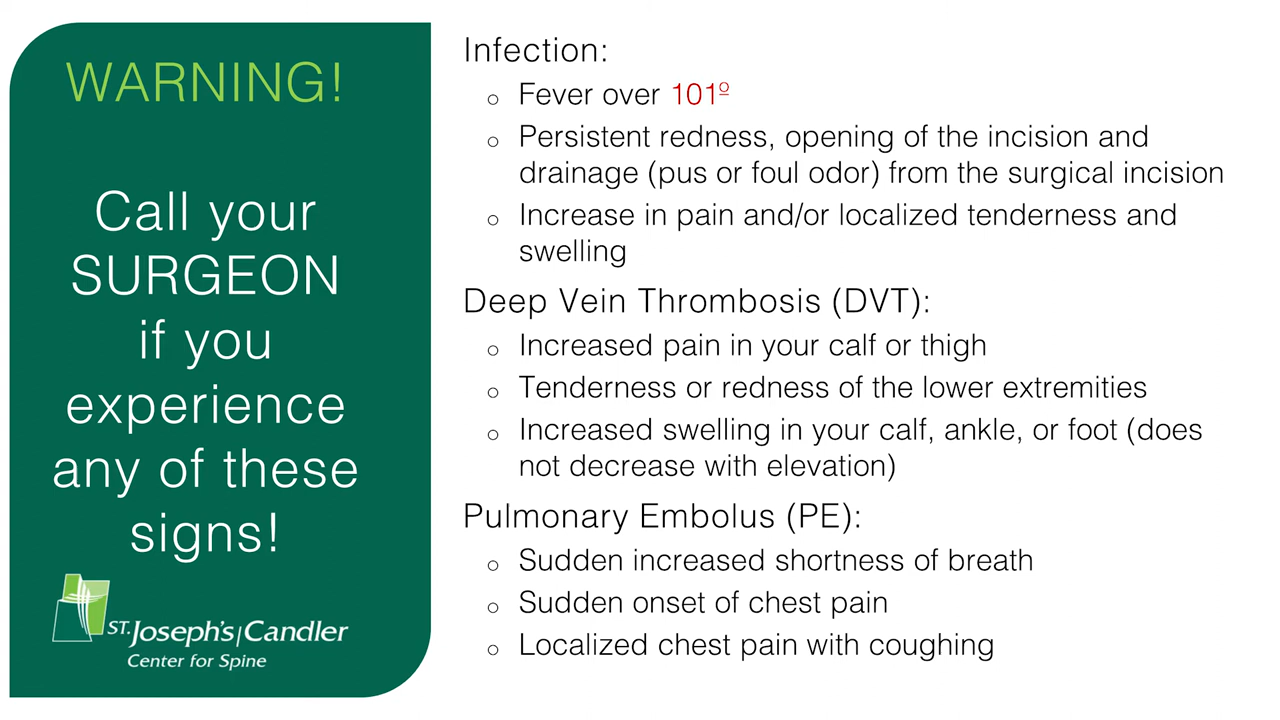 WARNING!
Call your
SURGEON
if you
experience
any of these
signs!
ST. Joseph's|Candler
Center for Spine
Infection:
o Fever over 101º
o Persistent redness, opening of the incision and
drainage (pus or foul odor) from the surgical incision
o Increase in pain and/or localized tenderness and
swelling
Deep Vein Thrombosis (DVT):
o Increased pain in your calf or thigh
o Tenderness or redness of the lower extremities
o Increased swelling in your calf, ankle, or foot (does
not decrease with elevation)
Pulmonary Embolus (PE):
o Sudden increased shortness of breath
o Sudden onset of chest pain
o Localized chest pain with coughing